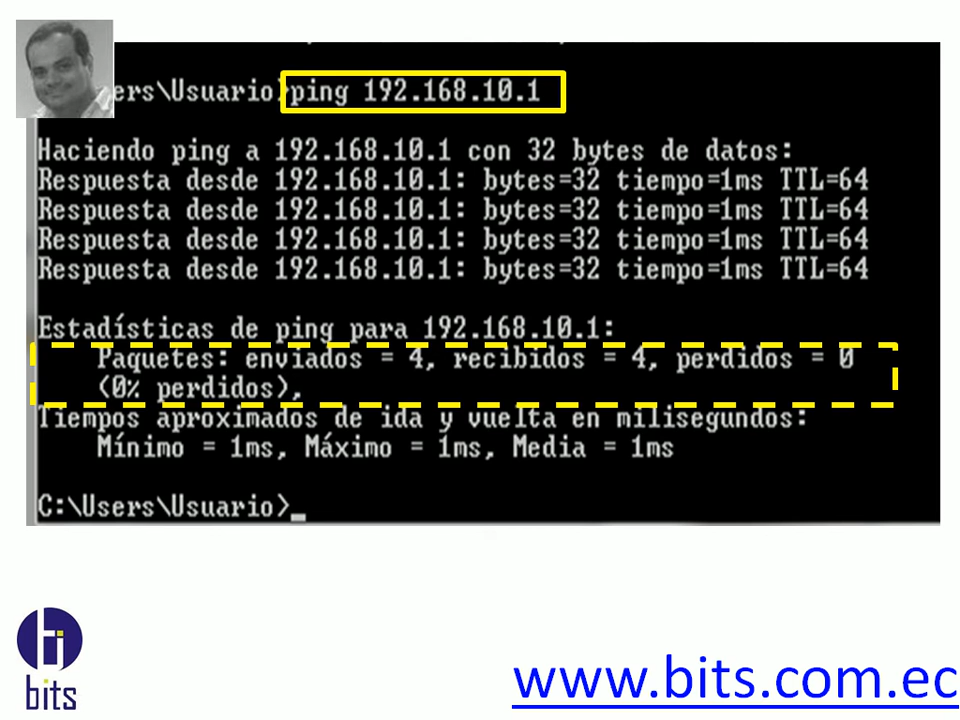 ers\Usuario>ping 192.168.10.1
Haciendo ping a 192.168.10.1 con 32 bytes de datos:
Respuesta desde 192.168.10.1: bytes=32 tiempo=1ms TTL=64
Respuesta desde 192.168.10.1: bytes=32 tiempo=1ms TTL=64
Respuesta desde 192.168.10.1: bytes=32 tiempo=1ms TTL=64
Respuesta desde 192.168.10.1: bytes=32 tiempo=1ms TTL=64
Estadísticas de ping para 192.168.10.1:
Paquetes: enviados = 4, recibidos = 4, perdidos = 0
(0% perdidos),
Tiempos aproximados de ida y vuelta en milisegundos:
Mínimo = 1ms, Máximo = 1ms, Media = 1ms
C:\Users\Usuario>_
bits
www.bits.com.ec